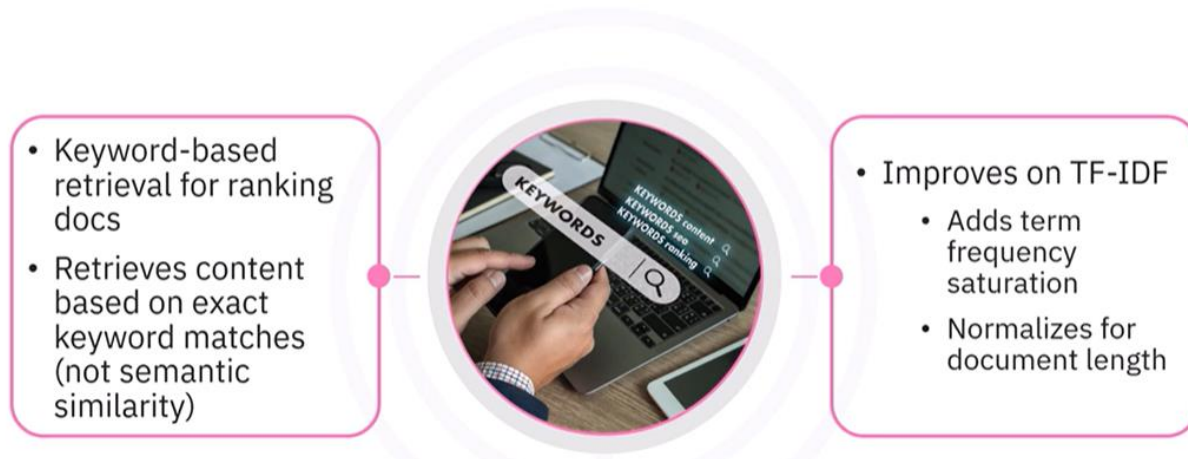 • Keyword-based
retrieval for ranking
docs
• Retrieves content
based on exact
keyword matches
(not semantic
similarity)
KEYWORDS
KEYWORDS content
KEYWORDS seo
KEYWORDS ranking
• Improves on TF-IDF
• Adds term
frequency
saturation
• Normalizes for
document length